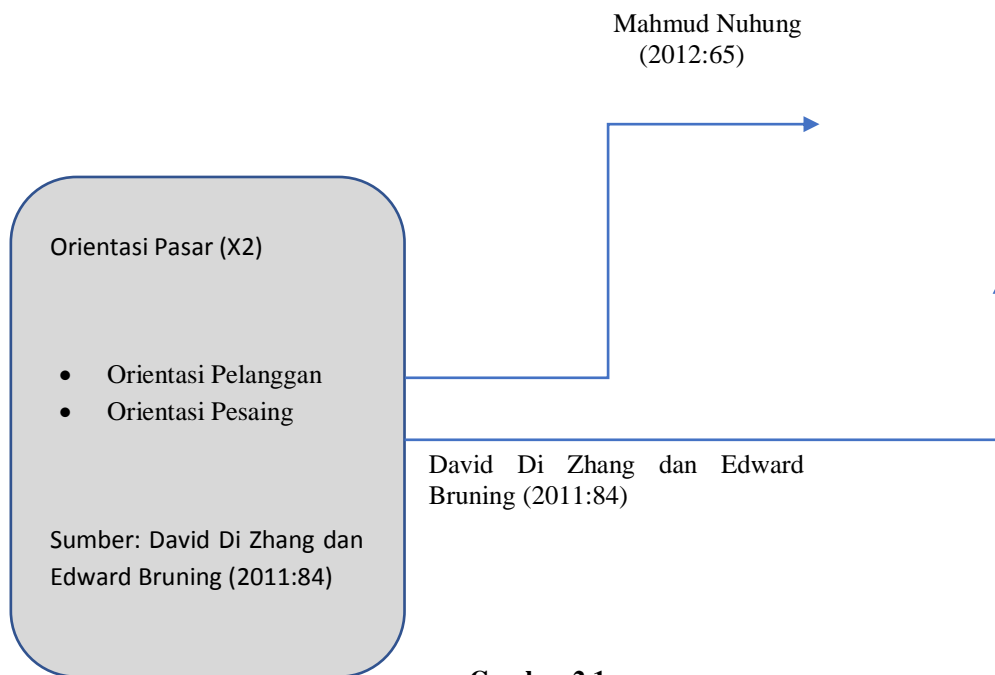 Mahmud Nuhung
(2012:65)
Orientasi Pasar (X2)
• Orientasi Pelanggan
• Orientasi Pesaing
David Di Zhang dan Edward
Bruning (2011:84)
Sumber: David Di Zhang dan
Edward Bruning (2011:84)